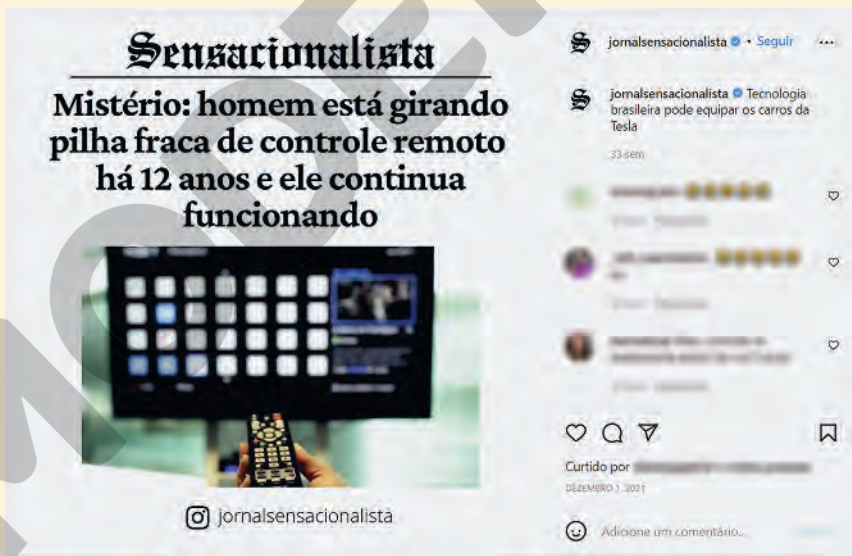 Sensacionalista
Mistério: homem está girando
pilha fraca de controle remoto
há 12 anos e ele continua
funcionando
jornalsensacionalista
jornalsensacionalista • Seguir ...
jornalsensacionalista Tecnologia
brasileira pode equipar os carros da
Tesla
33 sem
Curtido por
DEZEMBRO 1, 2021
Adicione um comentário...
MODE